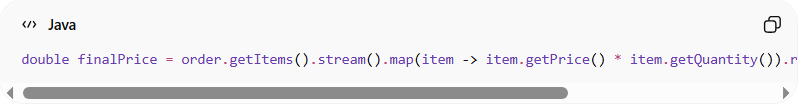 </> Java
double finalPrice = order.getItems().stream().map(item -> item.getPrice() * item.getQuantity()).r